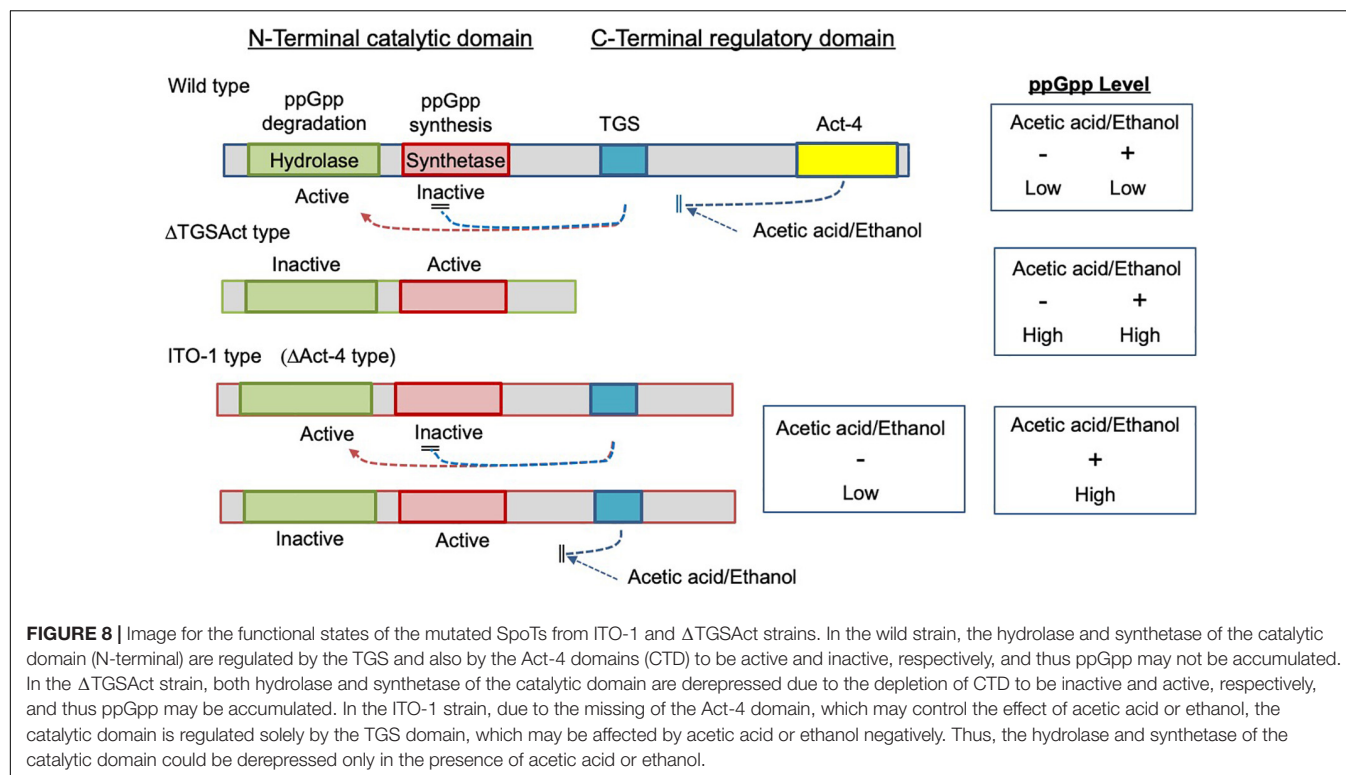 N-Terminal catalytic domain C-Terminal regulatory domain
Wild type
ppGpp degradation
ppGpp synthesis
TGS
Act-4
ppGpp Level
Hydrolase
Synthetase
Active
Inactive
Acetic acid/Ethanol
Acetic acid/Ethanol
- +
Low Low
ΔTGSAct type
Inactive
Active
Acetic acid/Ethanol
- +
High High
ITO-1 type (ΔAct-4 type)
Active
Inactive
Acetic acid/Ethanol
-
Low
Acetic acid/Ethanol
+
High
Inactive
Active
Acetic acid/Ethanol
FIGURE 8 | Image for the functional states of the mutated SpoTs from ITO-1 and ΔTGSAct strains. In the wild strain, the hydrolase and synthetase of the catalytic
domain (N-terminal) are regulated by the TGS and also by the Act-4 domains (CTD) to be active and inactive, respectively, and thus ppGpp may not be accumulated.
In the ΔTGSAct strain, both hydrolase and synthetase of the catalytic domain are derepressed due to the depletion of CTD to be inactive and active, respectively,
and thus ppGpp may be accumulated. In the ITO-1 strain, due to the missing of the Act-4 domain, which may control the effect of acetic acid or ethanol, the
catalytic domain is regulated solely by the TGS domain, which may be affected by acetic acid or ethanol negatively. Thus, the hydrolase and synthetase of the
catalytic domain could be derepressed only in the presence of acetic acid or ethanol.